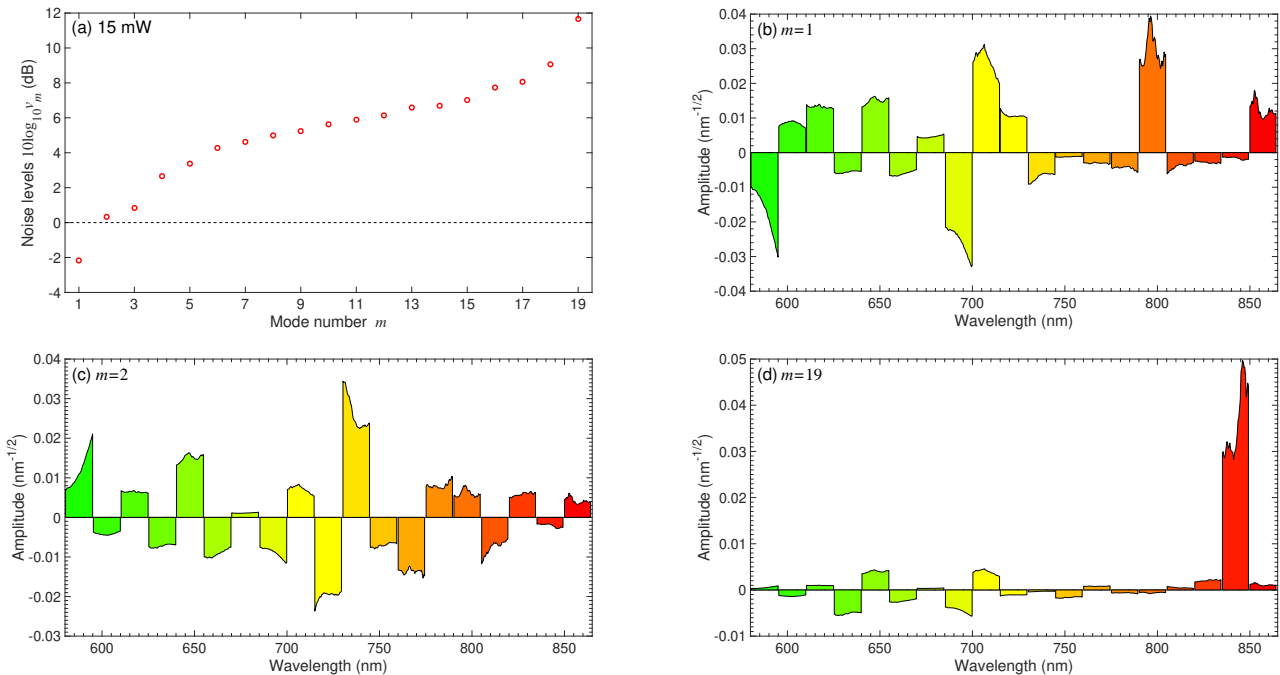 (a) 15 mW
Noise levels 10log₁₀νₘ (dB)
12
10
8
6
4
2
0
-2
-4
1 3 5 7 9 11 13 15 17 19
Mode number m
(b) m=1
Amplitude (nm⁻¹/²)
0.04
0.03
0.02
0.01
0
-0.01
-0.02
-0.03
-0.04
600 650 700 750 800 850
Wavelength (nm)
(c) m=2
Amplitude (nm⁻¹/²)
0.04
0.03
0.02
0.01
0
-0.01
-0.02
-0.03
600 650 700 750 800 850
Wavelength (nm)
(d) m=19
Amplitude (nm⁻¹/²)
0.05
0.04
0.03
0.02
0.01
0
-0.01
600 650 700 750 800 850
Wavelength (nm)